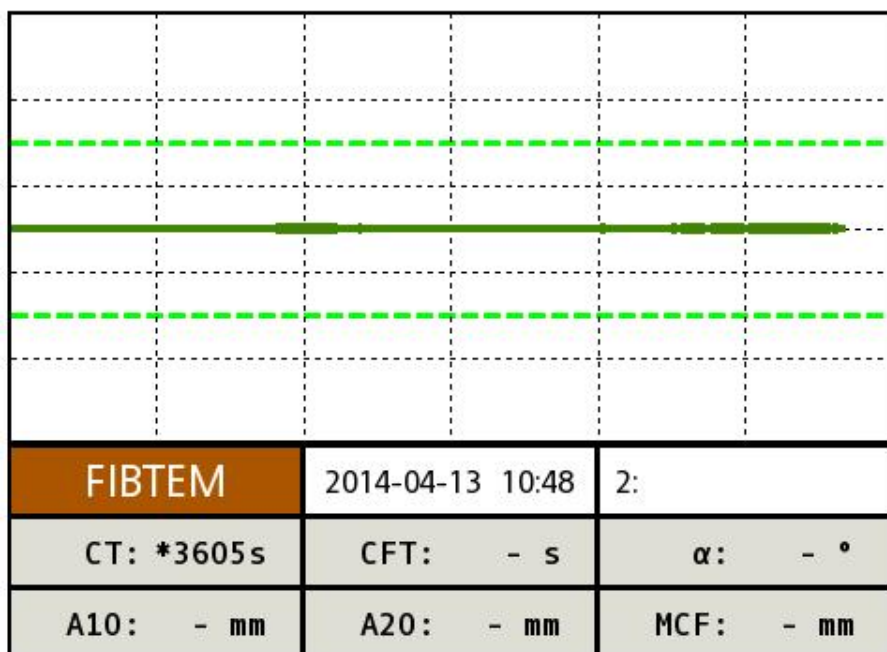 FIBTEM 2014-04-13 10:48 2:
CT: *3605s CFT: - s α: - °
A10: - mm A20: - mm MCF: - mm